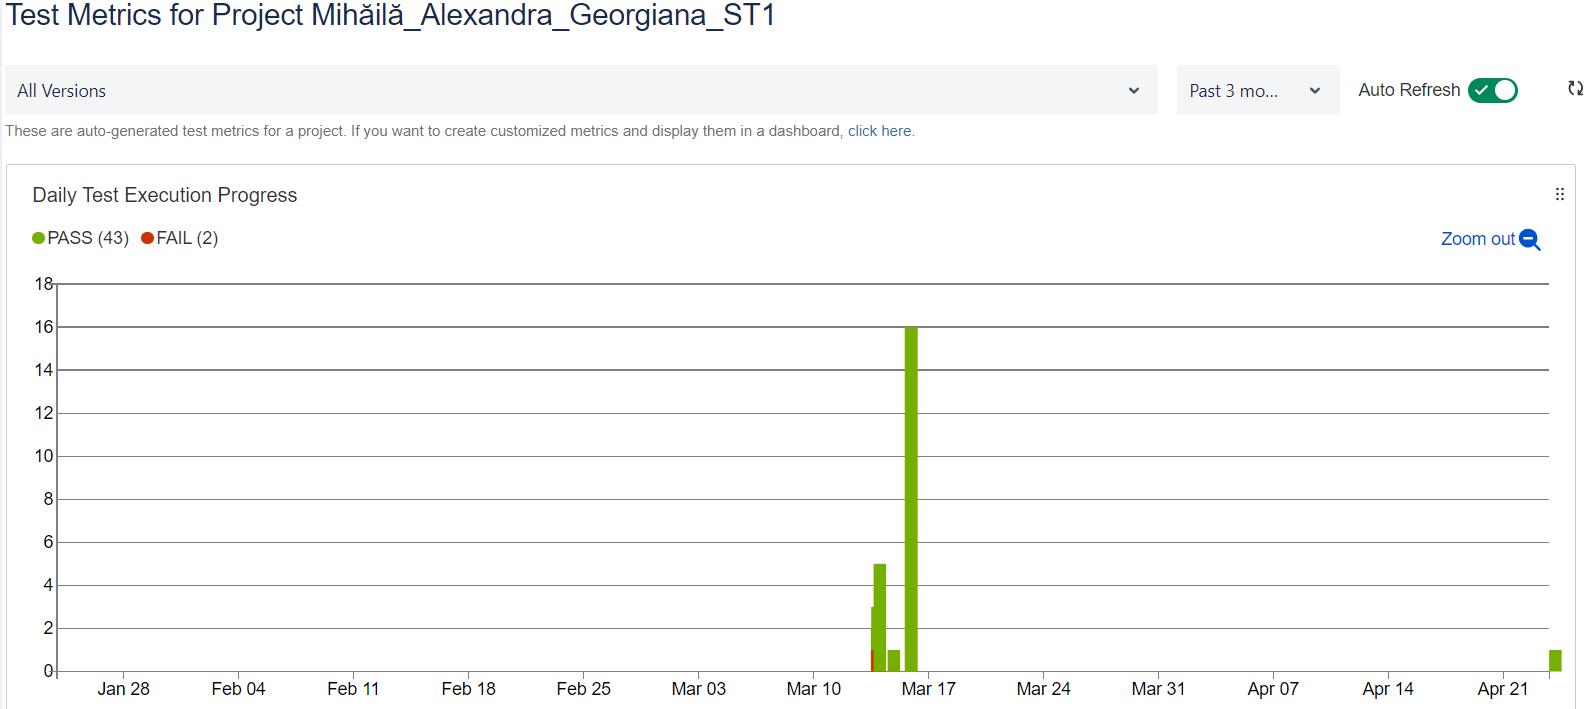 Test Metrics for Project Mihăilă_Alexandra_Georgiana_ST1
All Versions
Past 3 mo...
Auto Refresh
These are auto-generated test metrics for a project. If you want to create customized metrics and display them in a dashboard, click here.
Daily Test Execution Progress
PASS (43) FAIL (2)
Zoom out
18
16
14
12
10
8
6
4
2
0
Jan 28 Feb 04 Feb 11 Feb 18 Feb 25 Mar 03 Mar 10 Mar 17 Mar 24 Mar 31 Apr 07 Apr 14 Apr 21